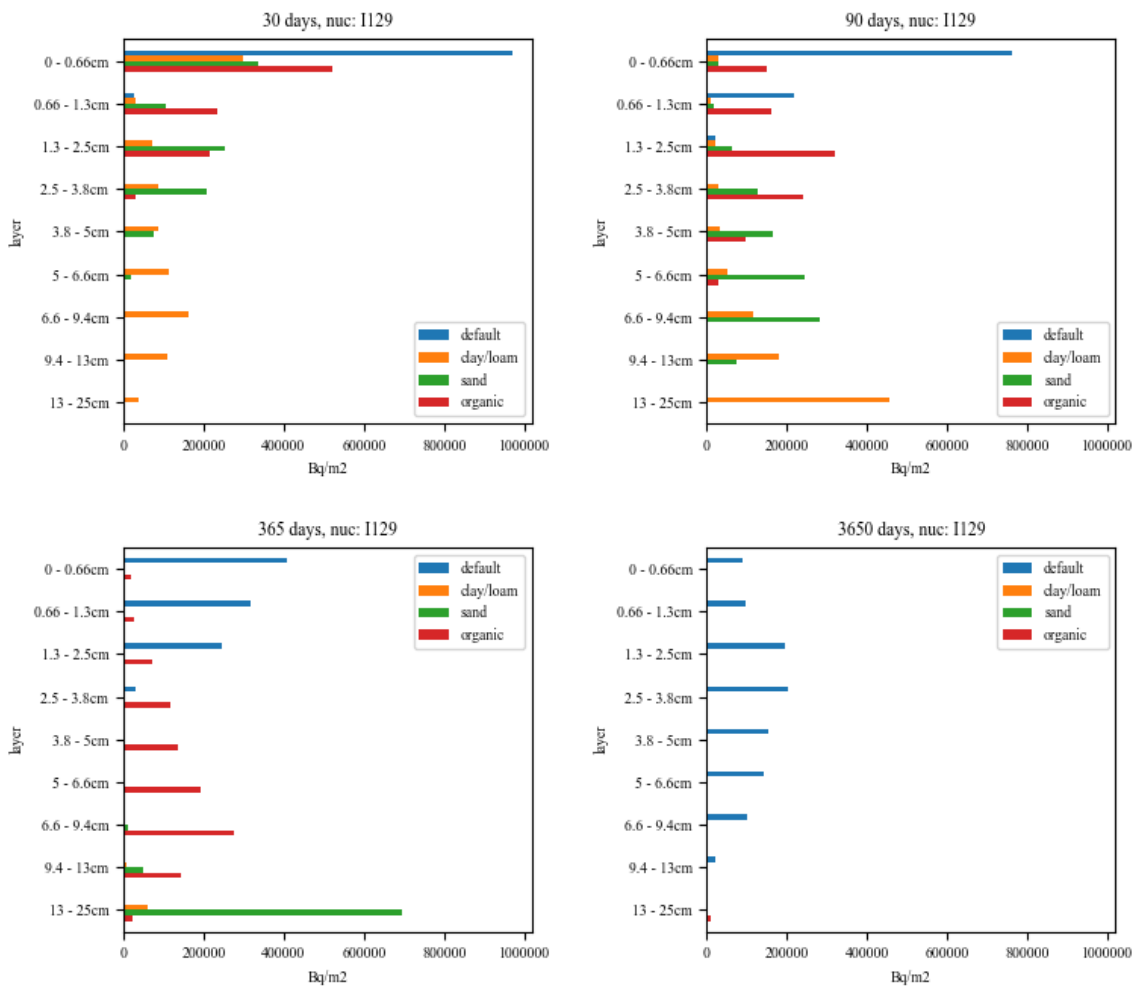 30 days, nuc: I129
layer
0 - 0.66cm
0.66 - 1.3cm
1.3 - 2.5cm
2.5 - 3.8cm
3.8 - 5cm
5 - 6.6cm
6.6 - 9.4cm
9.4 - 13cm
13 - 25cm
default
clay/loam
sand
organic
0 200000 400000 600000 800000 1000000
Bq/m2
90 days, nuc: I129
layer
0 - 0.66cm
0.66 - 1.3cm
1.3 - 2.5cm
2.5 - 3.8cm
3.8 - 5cm
5 - 6.6cm
6.6 - 9.4cm
9.4 - 13cm
13 - 25cm
default
clay/loam
sand
organic
0 200000 400000 600000 800000 1000000
Bq/m2
365 days, nuc: I129
layer
0 - 0.66cm
0.66 - 1.3cm
1.3 - 2.5cm
2.5 - 3.8cm
3.8 - 5cm
5 - 6.6cm
6.6 - 9.4cm
9.4 - 13cm
13 - 25cm
default
clay/loam
sand
organic
0 200000 400000 600000 800000 1000000
Bq/m2
3650 days, nuc: I129
layer
0 - 0.66cm
0.66 - 1.3cm
1.3 - 2.5cm
2.5 - 3.8cm
3.8 - 5cm
5 - 6.6cm
6.6 - 9.4cm
9.4 - 13cm
13 - 25cm
default
clay/loam
sand
organic
0 200000 400000 600000 800000 1000000
Bq/m2